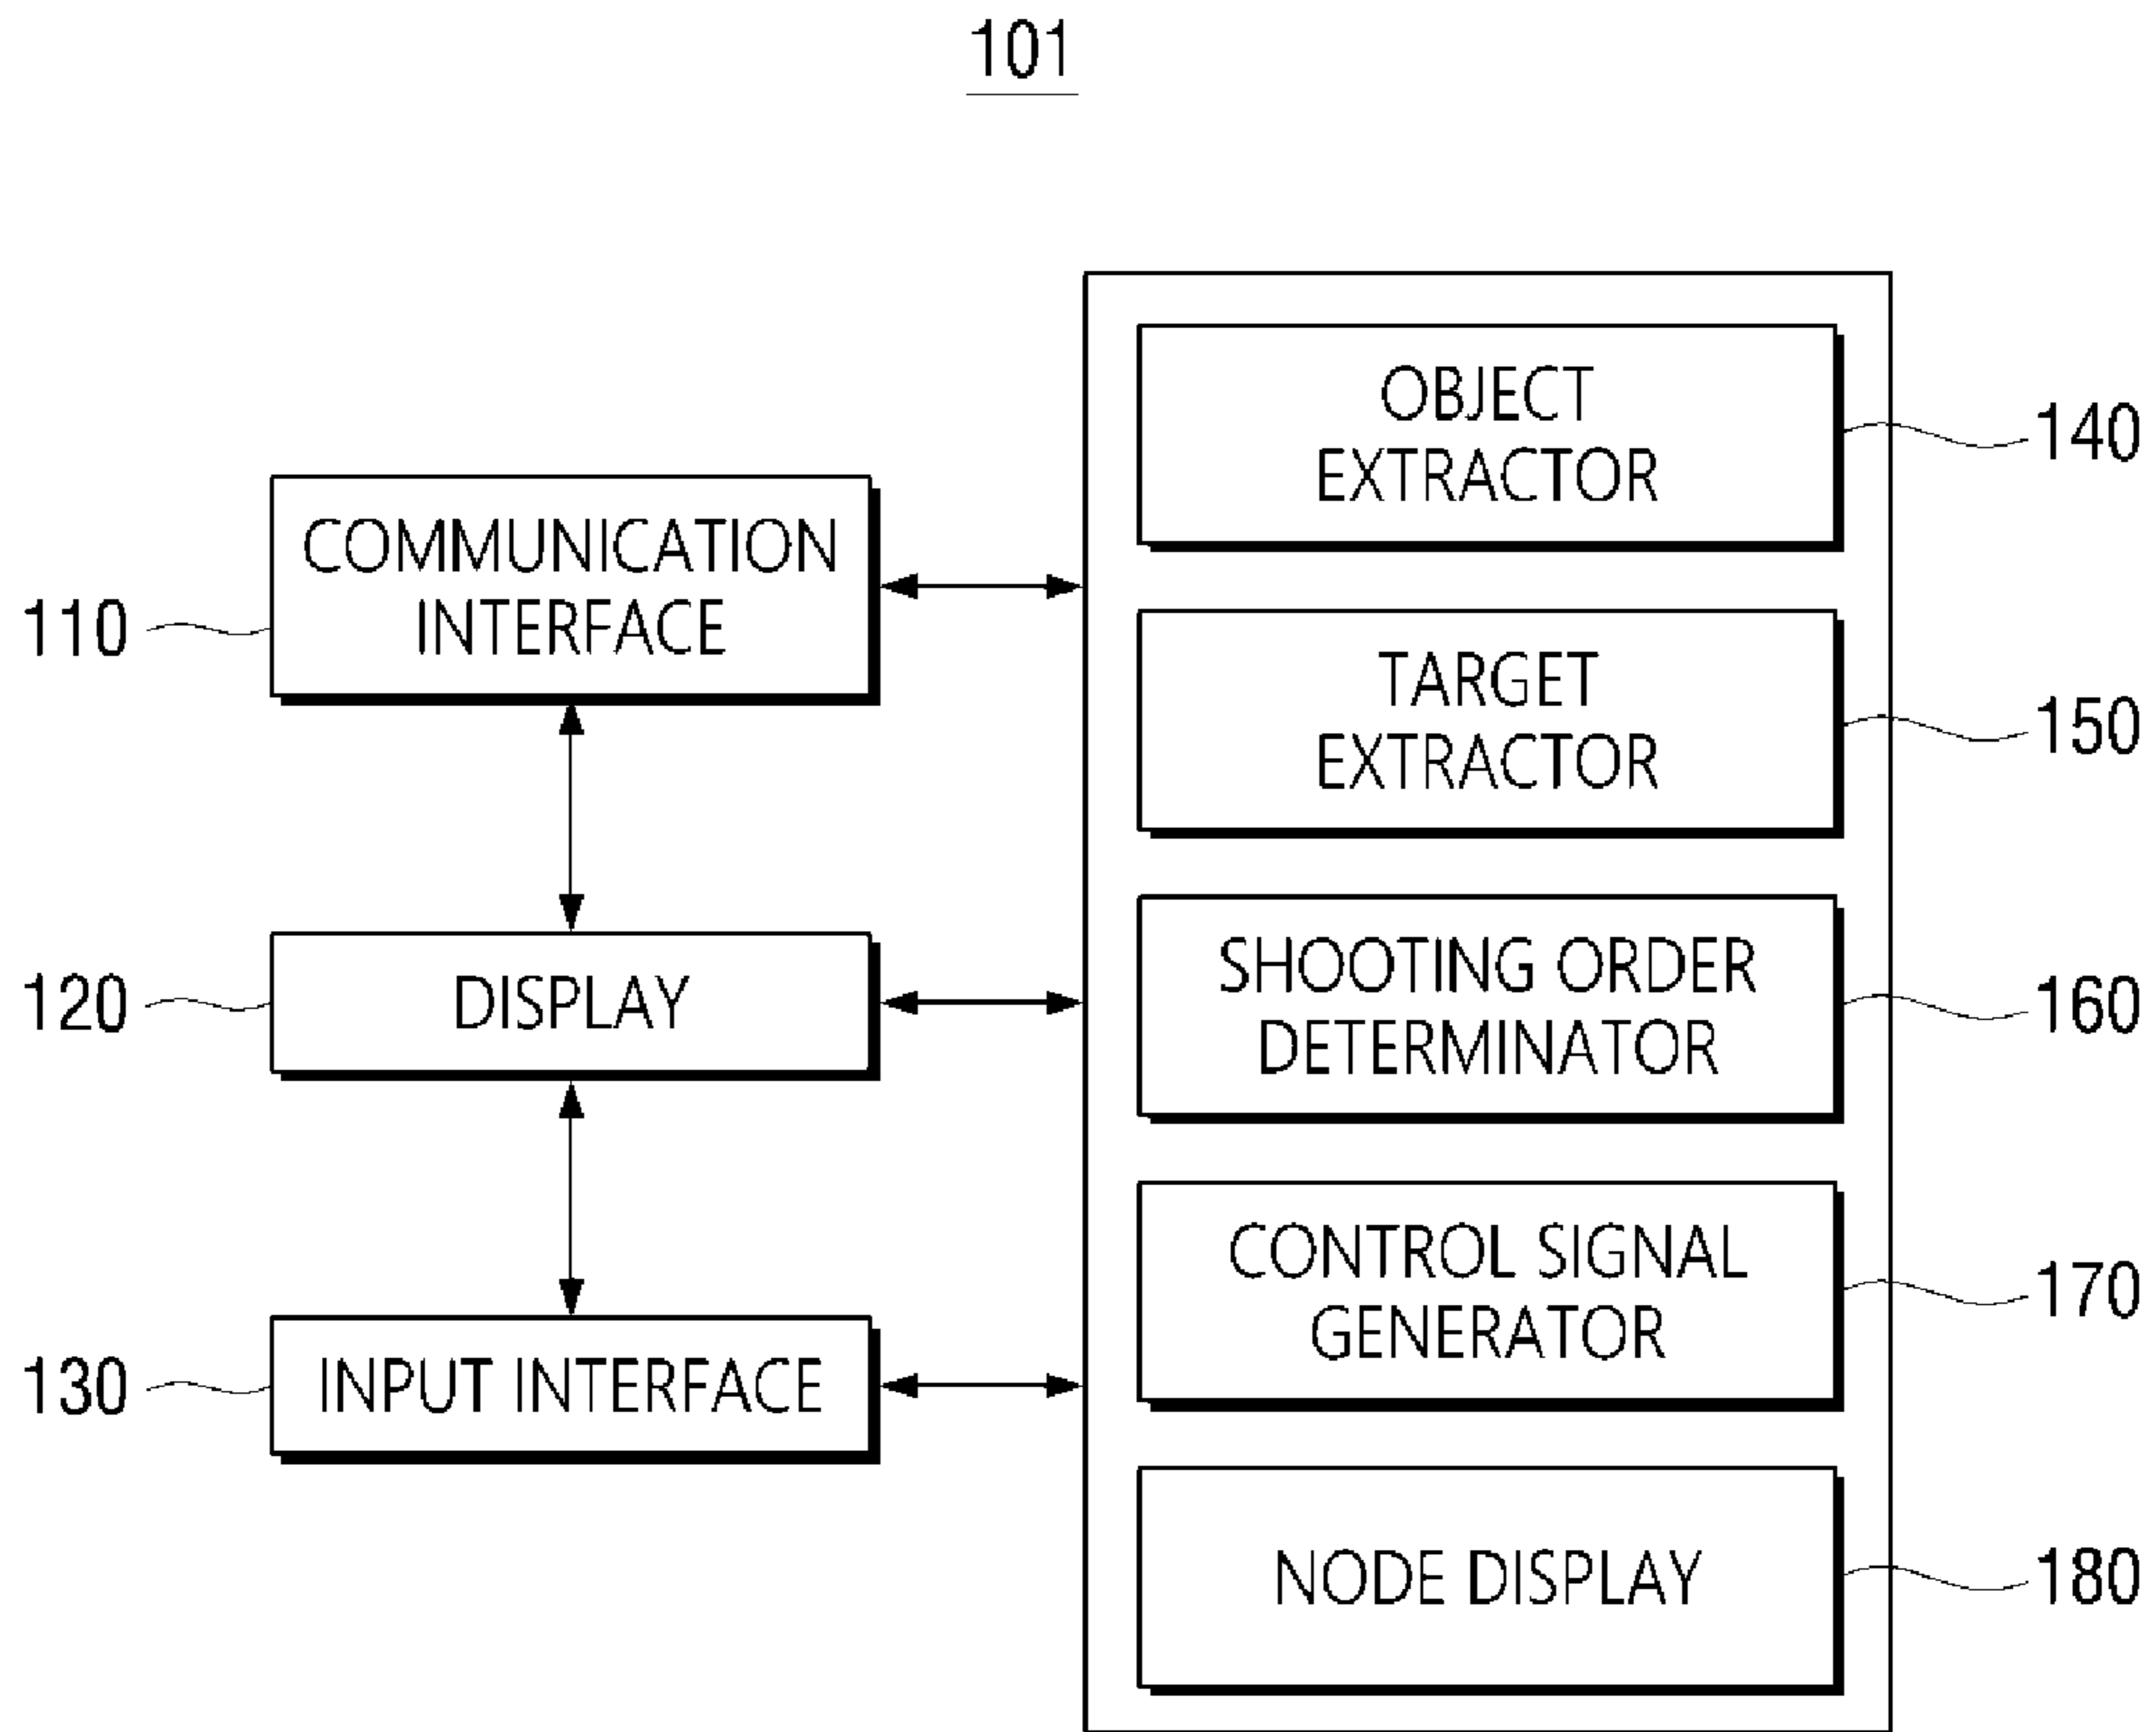 101
110
COMMUNICATION
INTERFACE
120
DISPLAY
130
INPUT INTERFACE
OBJECT
EXTRACTOR
140
TARGET
EXTRACTOR
150
SHOOTING ORDER
DETERMINATOR
160
CONTROL SIGNAL
GENERATOR
170
NODE DISPLAY
180